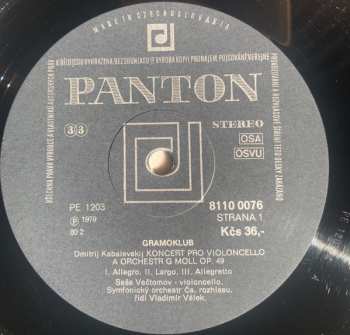 MADE IN CZECHOSLOVAKIA
PANTON
33
STEREO
OSA
OSVU
PE 1203
8110 0076
℗ 1979
STRANA 1
80 2
Kčs 36,-
GRAMOKLUB
Dmitrij Kabalevskij KONCERT PRO VIOLONCELLO
A ORCHESTR G MOLL OP. 49
I. Allegro. II. Largo. III. Allegretto
Saša Večtomov - violoncello.
Symfonický orchestr Čs. rozhlasu.
řídí Vladimír Válek.